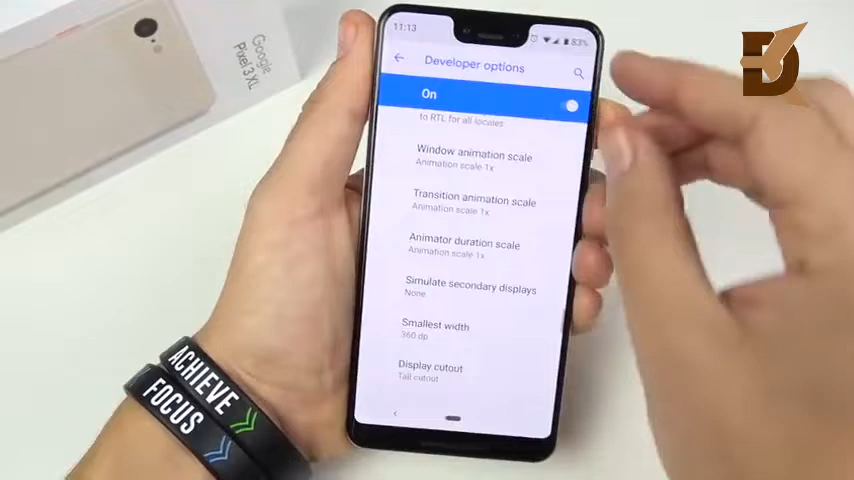 Google
Pixel 3 XL
11:13
83%
Developer options
On
to RTL for all locales
Window animation scale
Animation scale 1x
Transition animation scale
Animation scale 1x
Animator duration scale
Animation scale 1x
Simulate secondary displays
None
Smallest width
360 dp
Display cutout
Tall cutout
ACHIEVE
FOCUS
D